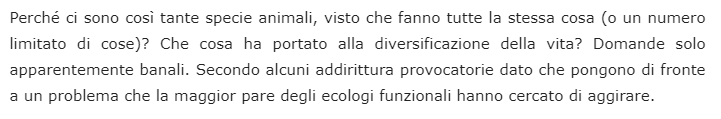 Perché ci sono così tante specie animali, visto che fanno tutte la stessa cosa (o un numero
limitato di cose)? Che cosa ha portato alla diversificazione della vita? Domande solo
apparentemente banali. Secondo alcuni addirittura provocatorie dato che pongono di fronte
a un problema che la maggior pare degli ecologi funzionali hanno cercato di aggirare.